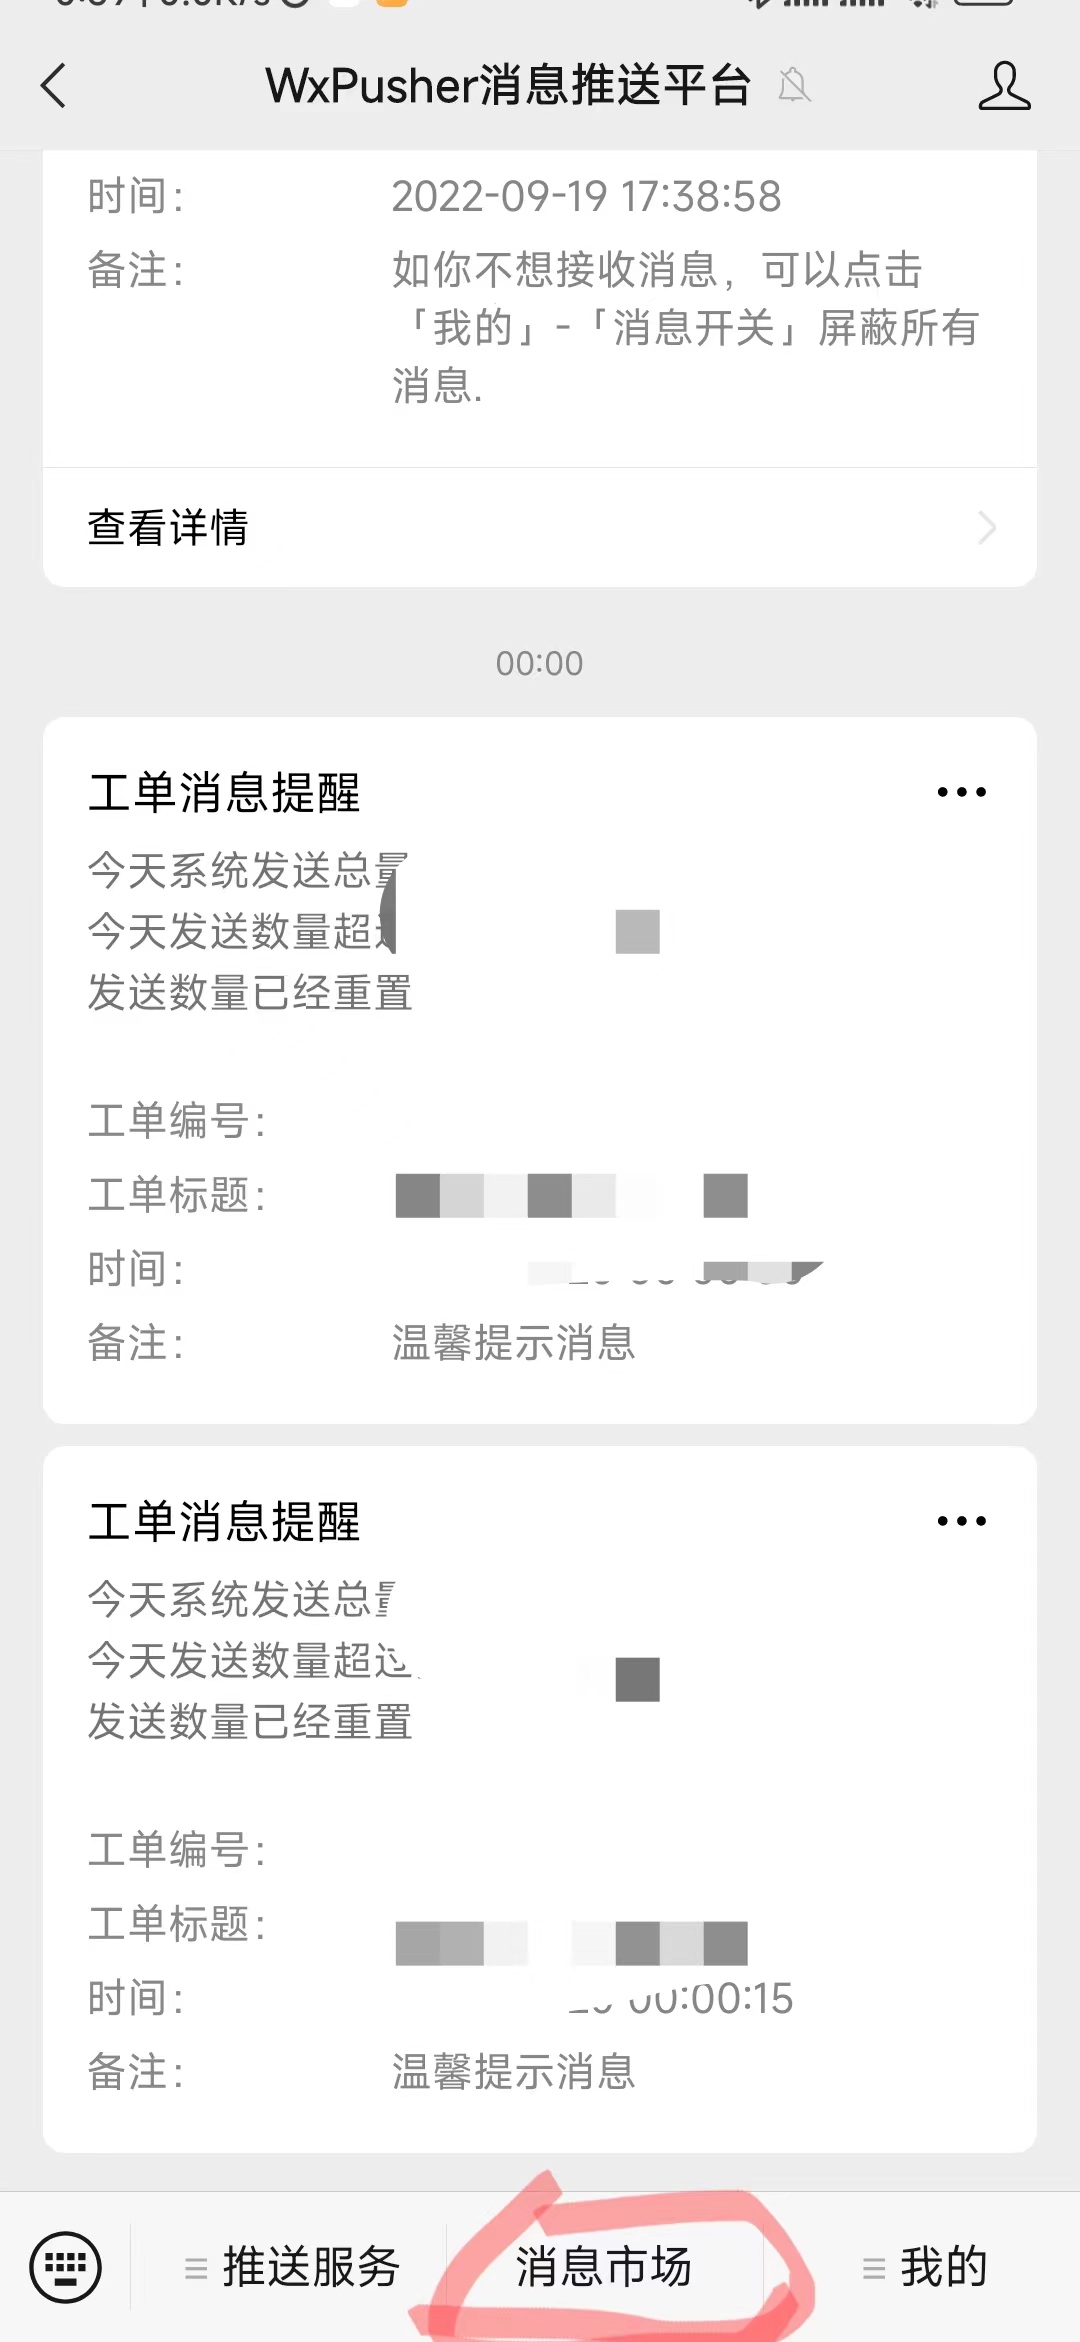 WxPusher消息推送平台
时间： 2022-09-19 17:38:58
备注： 如你不想接收消息，可以点击
「我的」-「消息开关」屏蔽所有
消息.
查看详情
00:00
工单消息提醒
今天系统发送总量
今天发送数量超过
发送数量已经重置
工单编号：
工单标题：
时间：
备注： 温馨提示消息
工单消息提醒
今天系统发送总
今天发送数量超过
发送数量已经重置
工单编号：
工单标题：
时间： 00:00:15
备注： 温馨提示消息
推送服务 消息市场 我的